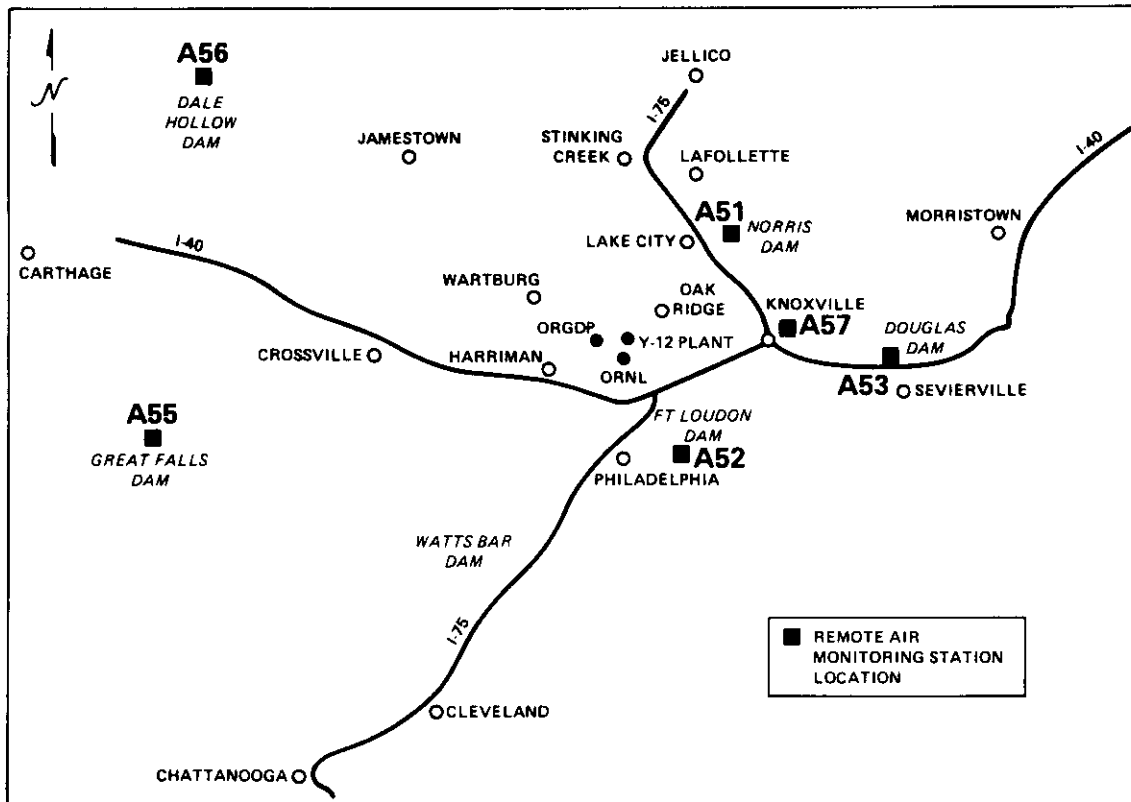 N
A56
DALE
HOLLOW
DAM
JELLICO
I-75
JAMESTOWN
STINKING
CREEK
LAFOLLETTE
I-40
A51
NORRIS
DAM
MORRISTOWN
LAKE CITY
I-40
CARTHAGE
WARTBURG
OAK
RIDGE
KNOXVILLE
A57
ORGDP
Y-12 PLANT
DOUGLAS
DAM
CROSSVILLE
HARRIMAN
ORNL
A53
SEVIERVILLE
A55
GREAT FALLS
DAM
FT LOUDON
DAM
A52
PHILADELPHIA
WATTS BAR
DAM
I-75
REMOTE AIR
MONITORING STATION
LOCATION
CLEVELAND
CHATTANOOGA